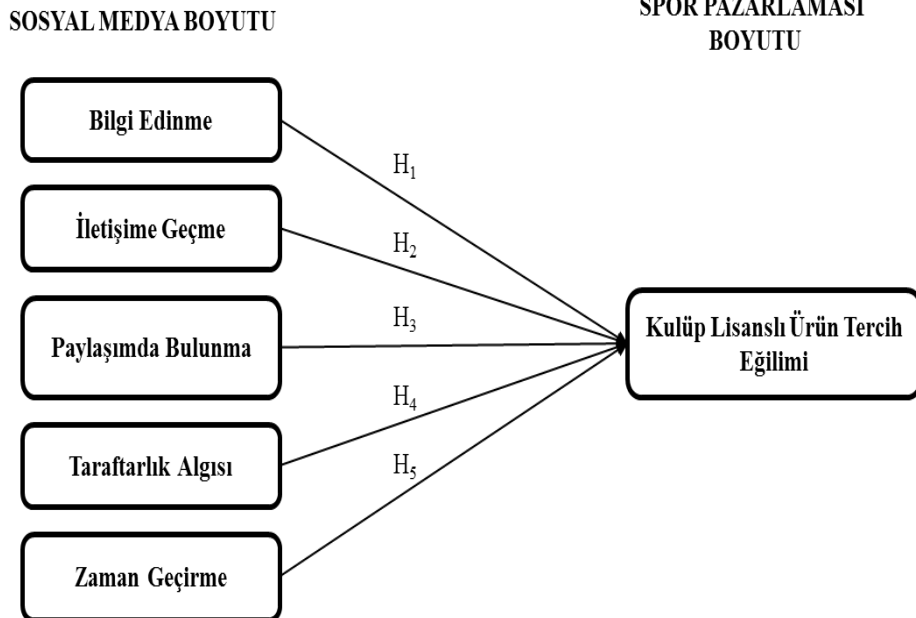 SOSYAL MEDYA BOYUTU
SPOR PAZARLAMASI
BOYUTU
Bilgi Edinme
H₁
İletişime Geçme
H₂
Paylaşımda Bulunma
H₃
Kulüp Lisanslı Ürün Tercih
Eğilimi
H₄
Taraftarlık Algısı
H₅
Zaman Geçirme